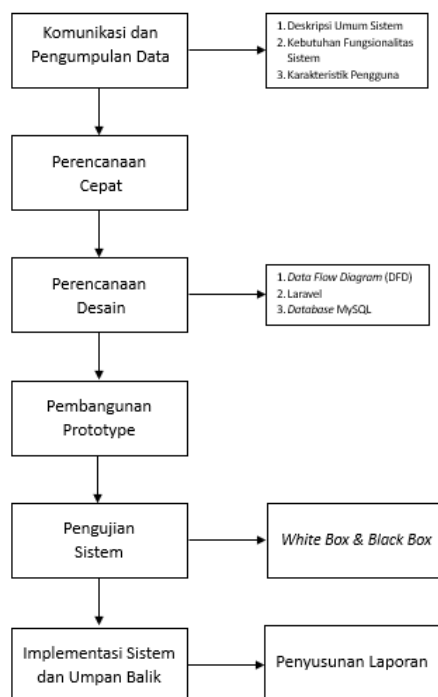 Komunikasi dan
Pengumpulan Data
1. Deskripsi Umum Sistem
2. Kebutuhan Fungsionalitas
Sistem
3. Karakteristik Pengguna
Perencanaan
Cepat
Perencanaan
Desain
1. Data Flow Diagram (DFD)
2. Laravel
3. Database MySQL
Pembangunan
Prototype
Pengujian
Sistem
White Box & Black Box
Implementasi Sistem
dan Umpan Balik
Penyusunan Laporan